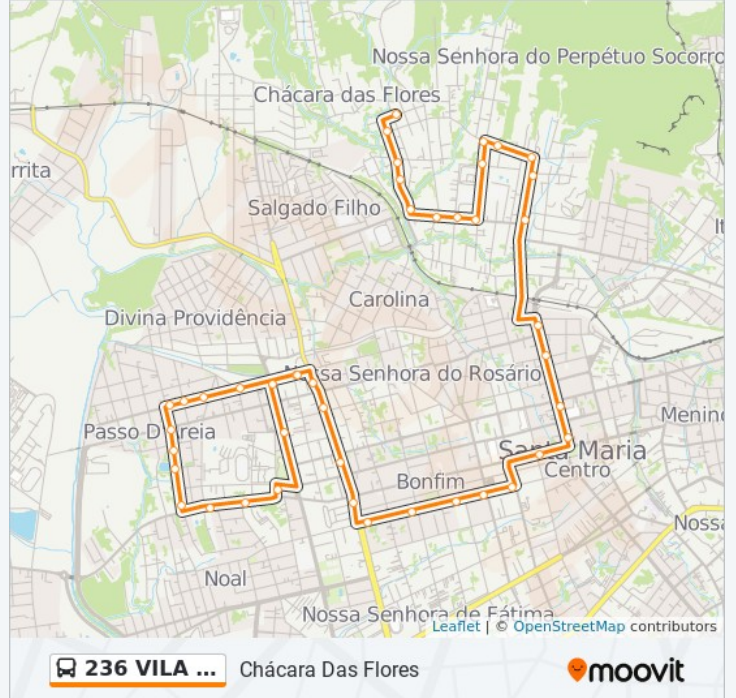 Nossa Senhora do Perpétuo Socorro
Chácara das Flores
rrita
Salgado Filho
It
Carolina
Divina Providência
Nossa Senhora do Rosário
Menin
Passo D'Areia
Santa Maria
Centro
Bonfim
Nossa
Noal
Nossa Senhora de Fátima
Leaflet | © OpenStreetMap contributors
236 VILA ...
Chácara Das Flores
moovit